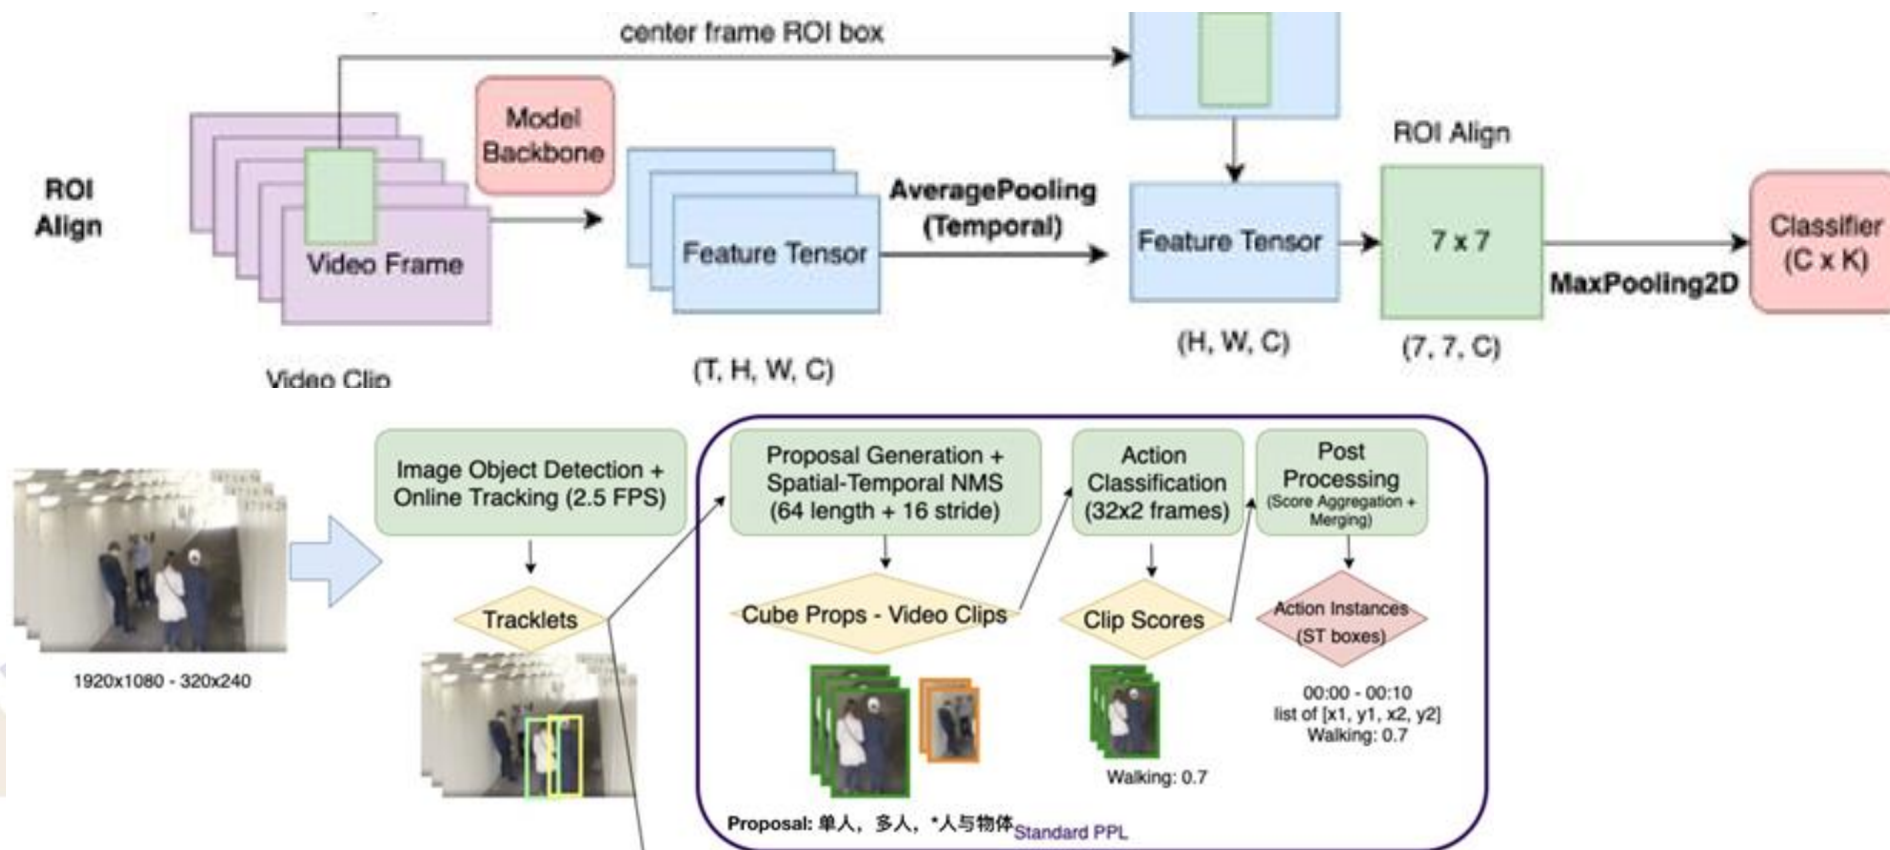 center frame ROI box
Model
Backbone
ROI Align
ROI
Align
AveragePooling
(Temporal)
Video Frame
Feature Tensor
Feature Tensor
7 x 7
Classifier
(C x K)
MaxPooling2D
Video Clip
(T, H, W, C)
(H, W, C)
(7, 7, C)
Image Object Detection +
Online Tracking (2.5 FPS)
Proposal Generation +
Spatial-Temporal NMS
(64 length + 16 stride)
Action
Classification
(32x2 frames)
Post
Processing
(Score Aggregation +
Merging)
Tracklets
Cube Props - Video Clips
Clip Scores
Action Instances
(ST boxes)
1920x1080 - 320x240
00:00 - 00:10
list of [x1, y1, x2, y2]
Walking: 0.7
Walking: 0.7
Proposal: 单人，多人，*人与物体
Standard PPL